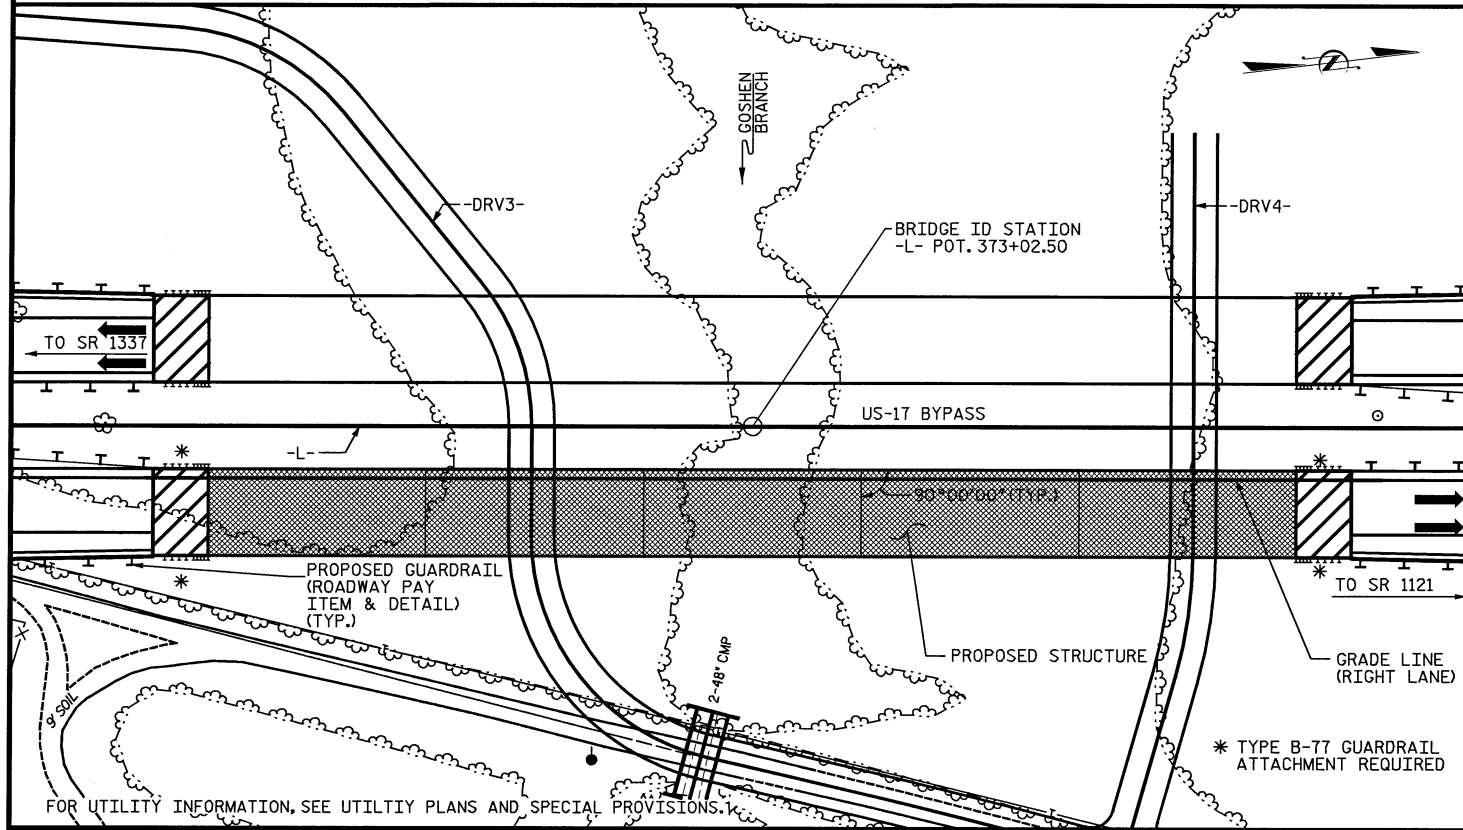 GOSHEN
BRANCH
-DRV3-
-DRV4-
BRIDGE ID STATION
-L- POT. 373+02.50
TO SR 1337
US-17 BYPASS
-L-
90°00'00" (TYP.)
PROPOSED GUARDRAIL
(ROADWAY PAY
ITEM & DETAIL)
(TYP.)
TO SR 1121
PROPOSED STRUCTURE
GRADE LINE
(RIGHT LANE)
2-48" CMP
9' SOIL
* TYPE B-77 GUARDRAIL
ATTACHMENT REQUIRED
FOR UTILITY INFORMATION, SEE UTILTIY PLANS AND SPECIAL PROVISIONS.